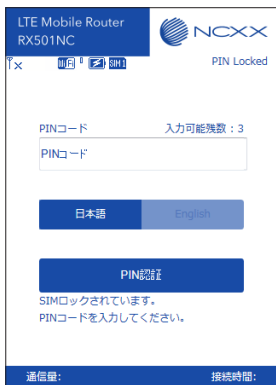 LTE Mobile Router
RX501NC
NCXX
SIM1
PIN Locked
PINコード 入力可能残数：3
PINコード
日本語 English
PIN認証
SIMロックされています。
PINコードを入力してください。
通信量: 接続時間: